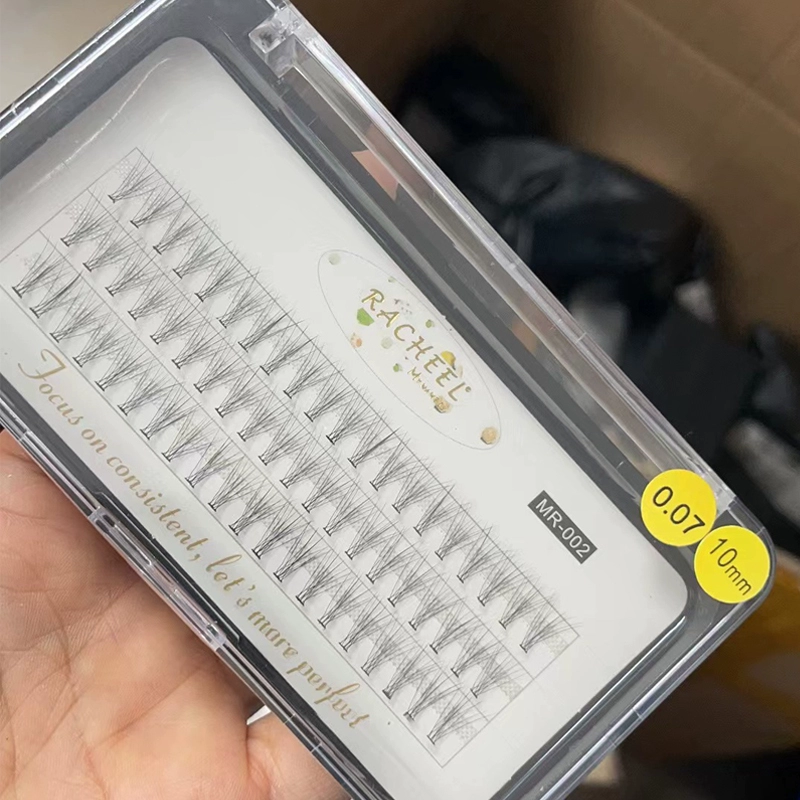 RACHEEL
MR-002
0.07
10mm
Focus on consistent, let's more perfect